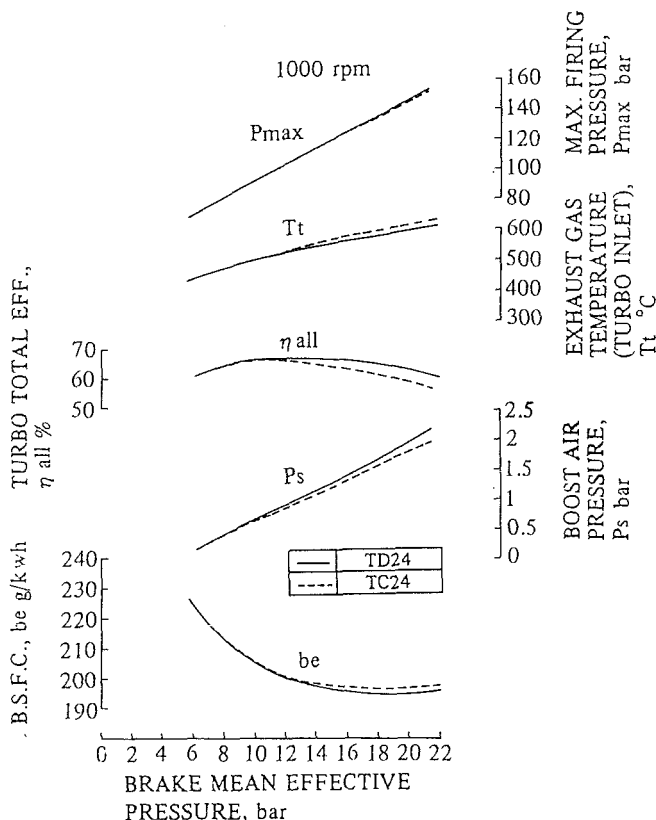 1000 rpm
Pmax
160
140
120
100
80
MAX. FIRING
PRESSURE,
Pmax bar
Tt
600
500
400
300
EXHAUST GAS
TEMPERATURE
(TURBO INLET),
Tt °C
η all
70
60
50
TURBO TOTAL EFF.,
η all %
Ps
2.5
2
1.5
1
0.5
0
BOOST AIR
PRESSURE,
Ps bar
TD24
TC24
240
230
220
210
200
190
B.S.F.C., be g/kwh
be
0 2 4 6 8 10 12 14 16 18 20 22
BRAKE MEAN EFFECTIVE
PRESSURE, bar